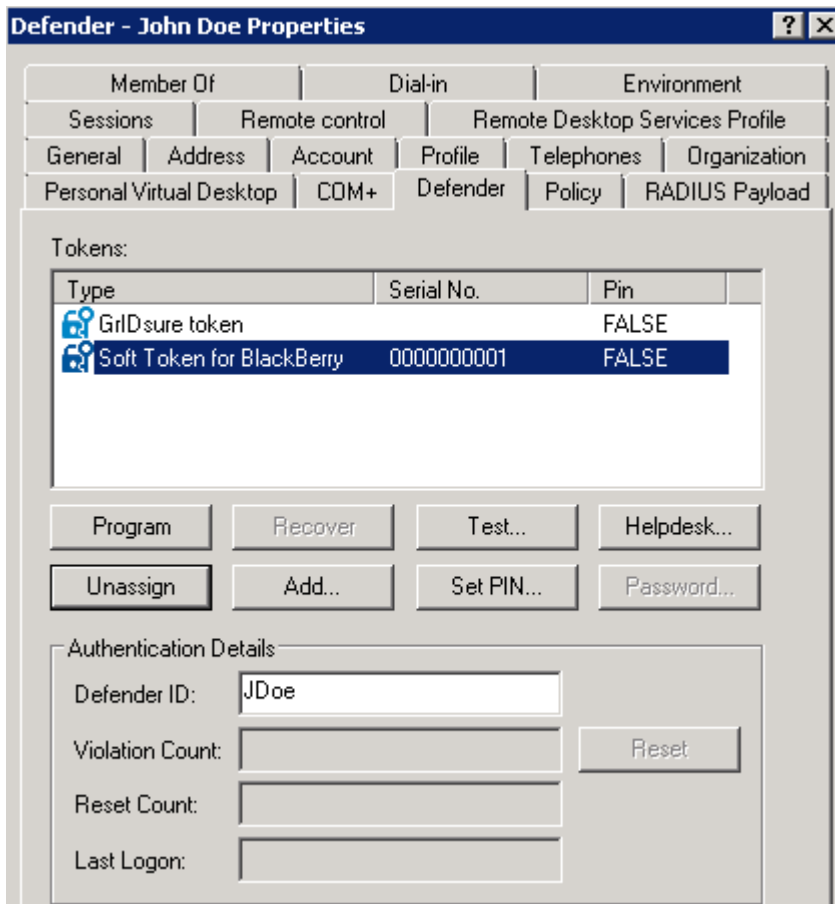 Defender - John Doe Properties ? X
Member Of Dial-in Environment
Sessions Remote control Remote Desktop Services Profile
General Address Account Profile Telephones Organization
Personal Virtual Desktop COM+ Defender Policy RADIUS Payload
Tokens:
Type Serial No. Pin
GrIDsure token FALSE
Soft Token for BlackBerry 0000000001 FALSE
Program Recover Test... Helpdesk...
Unassign Add... Set PIN... Password...
Authentication Details
Defender ID: JDoe
Violation Count: Reset
Reset Count:
Last Logon: